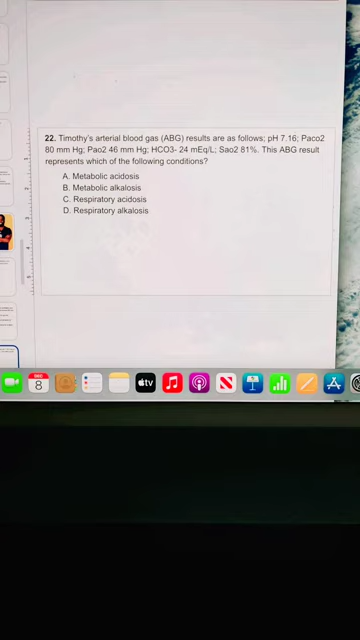 22. Timothy's arterial blood gas (ABG) results are as follows; pH 7.16; Paco2
80 mm Hg; Pao2 46 mm Hg; HCO3- 24 mEq/L; Sao2 81%. This ABG result
represents which of the following conditions?
A. Metabolic acidosis
B. Metabolic alkalosis
C. Respiratory acidosis
D. Respiratory alkalosis
DEC
8
tv